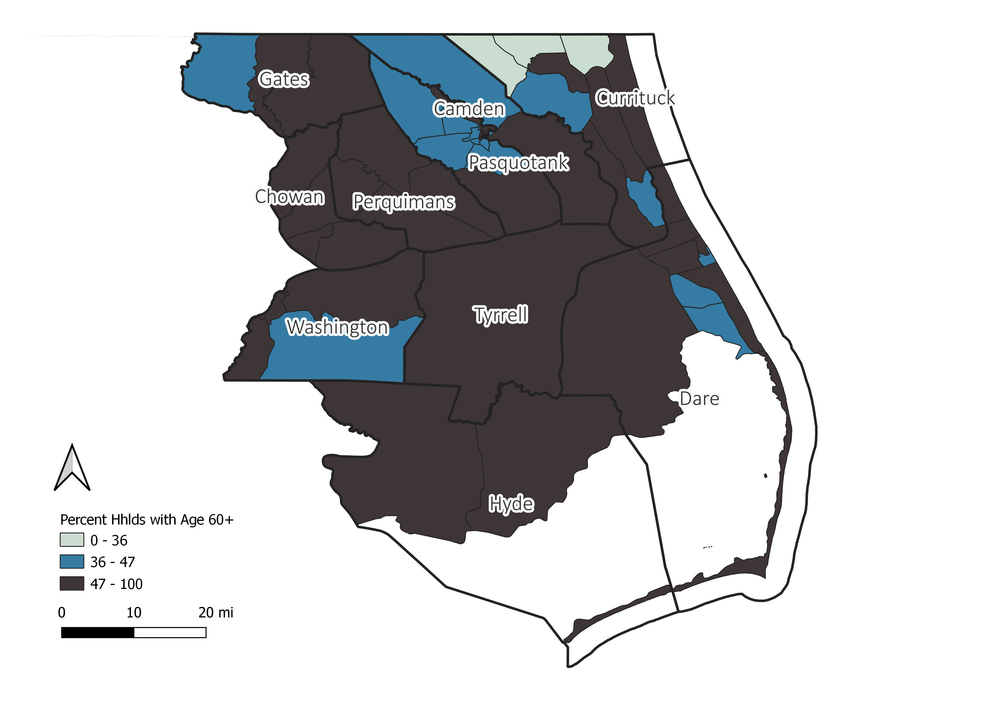 Gates
Currituck
Camden
Pasquotank
Chowan
Perquimans
Tyrrell
Washington
Dare
Hyde
Percent Hhlds with Age 60+
0 - 36
36 - 47
47 - 100
0 10 20 mi